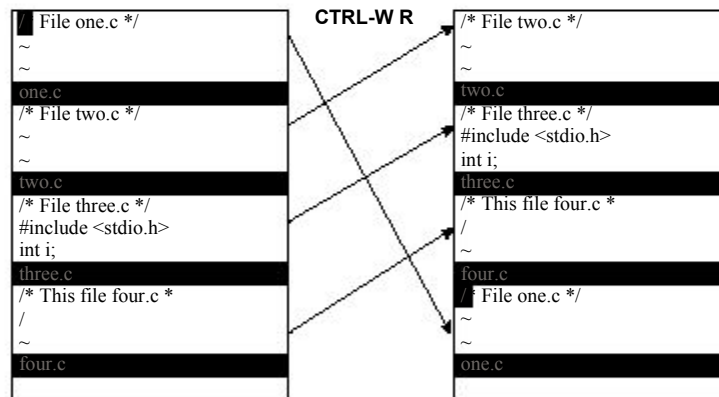 CTRL-W R
/* File one.c */
~
~
one.c
/* File two.c */
~
~
two.c
/* File three.c */
#include <stdio.h>
int i;
three.c
/* This file four.c *
/
~
four.c
/* File two.c */
~
~
two.c
/* File three.c */
#include <stdio.h>
int i;
three.c
/* This file four.c *
/
~
four.c
/* File one.c */
~
~
one.c